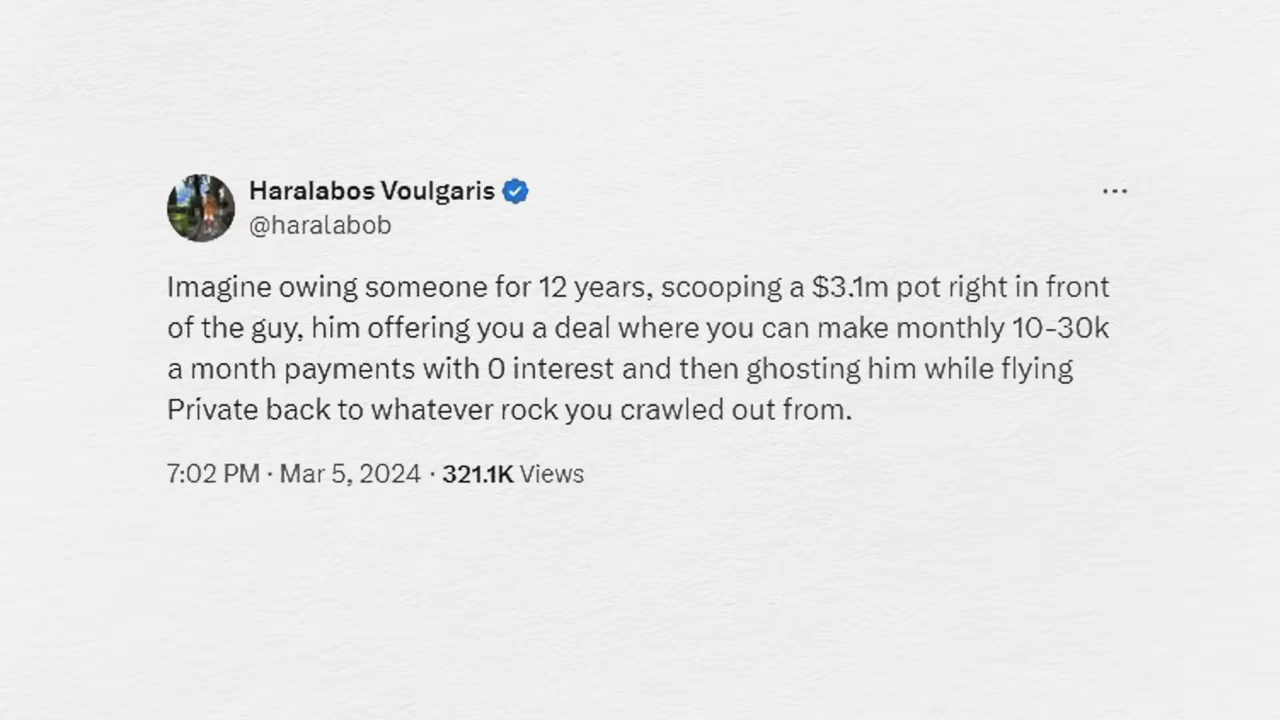 Haralabos Voulgaris
@haralabob
Imagine owing someone for 12 years, scooping a $3.1m pot right in front
of the guy, him offering you a deal where you can make monthly 10-30k
a month payments with 0 interest and then ghosting him while flying
Private back to whatever rock you crawled out from.
7:02 PM · Mar 5, 2024 · 321.1K Views